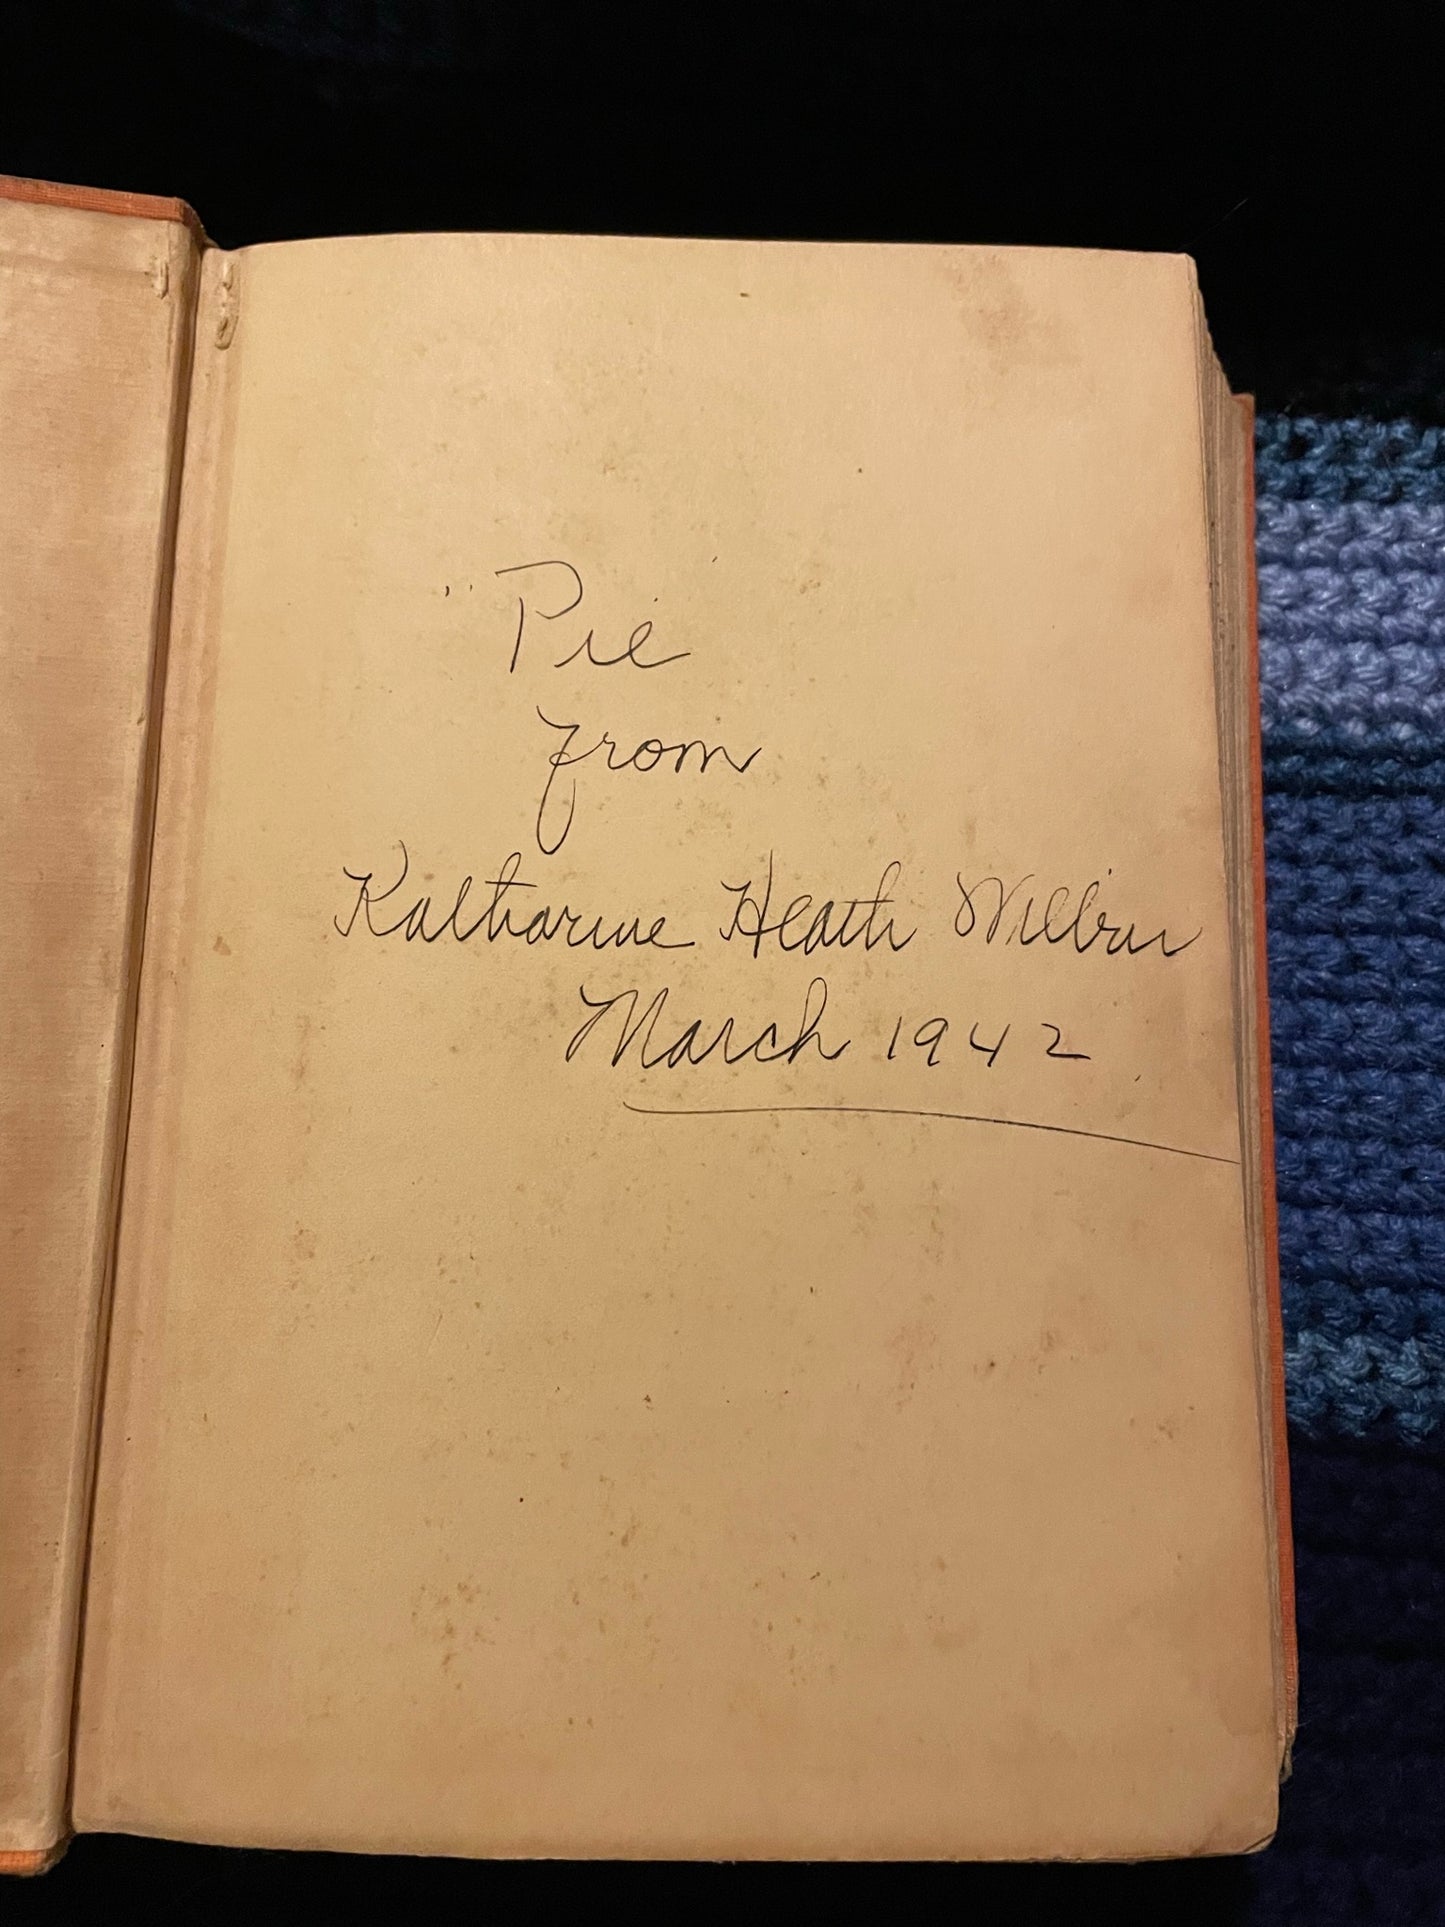 "Pie"
from
Katharine Heath Wilbur
March 1942